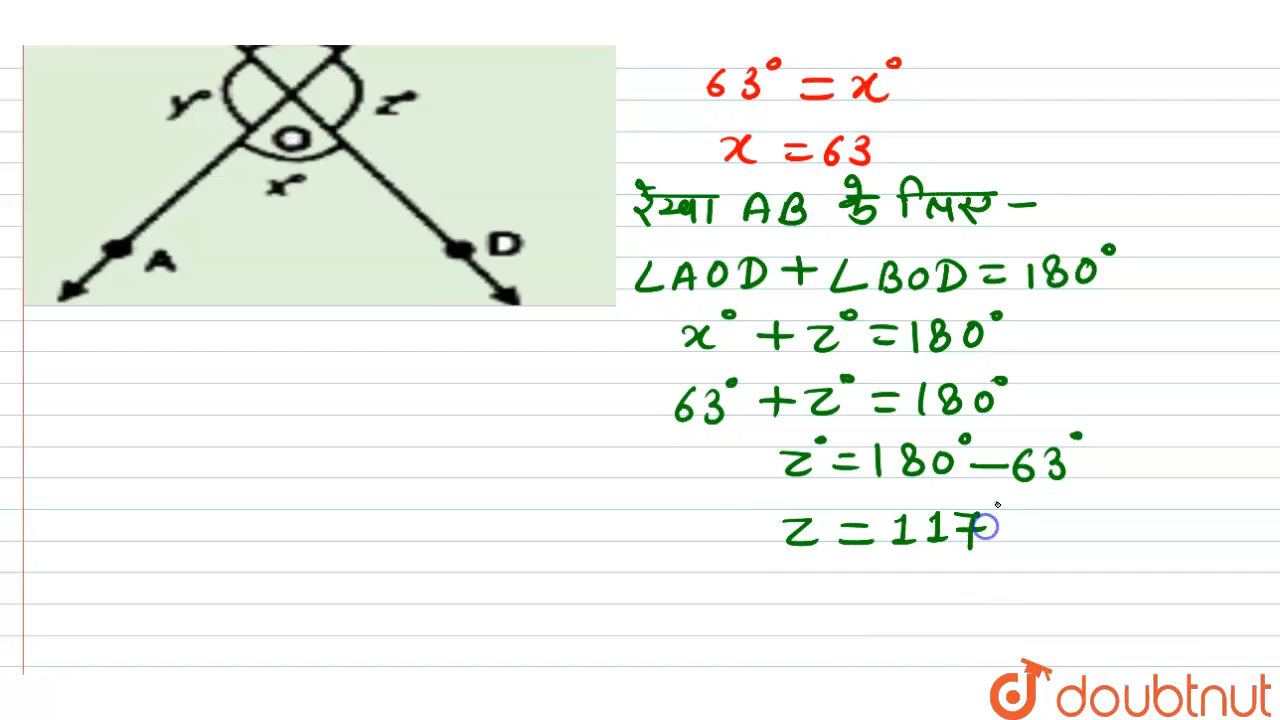 y° z°
O
x°
A D
63° = x°
x = 63
रेखा AB के लिए -
∠AOD + ∠BOD = 180°
x° + z° = 180°
63° + z° = 180°
z° = 180° - 63°
z = 117°
doubtnut